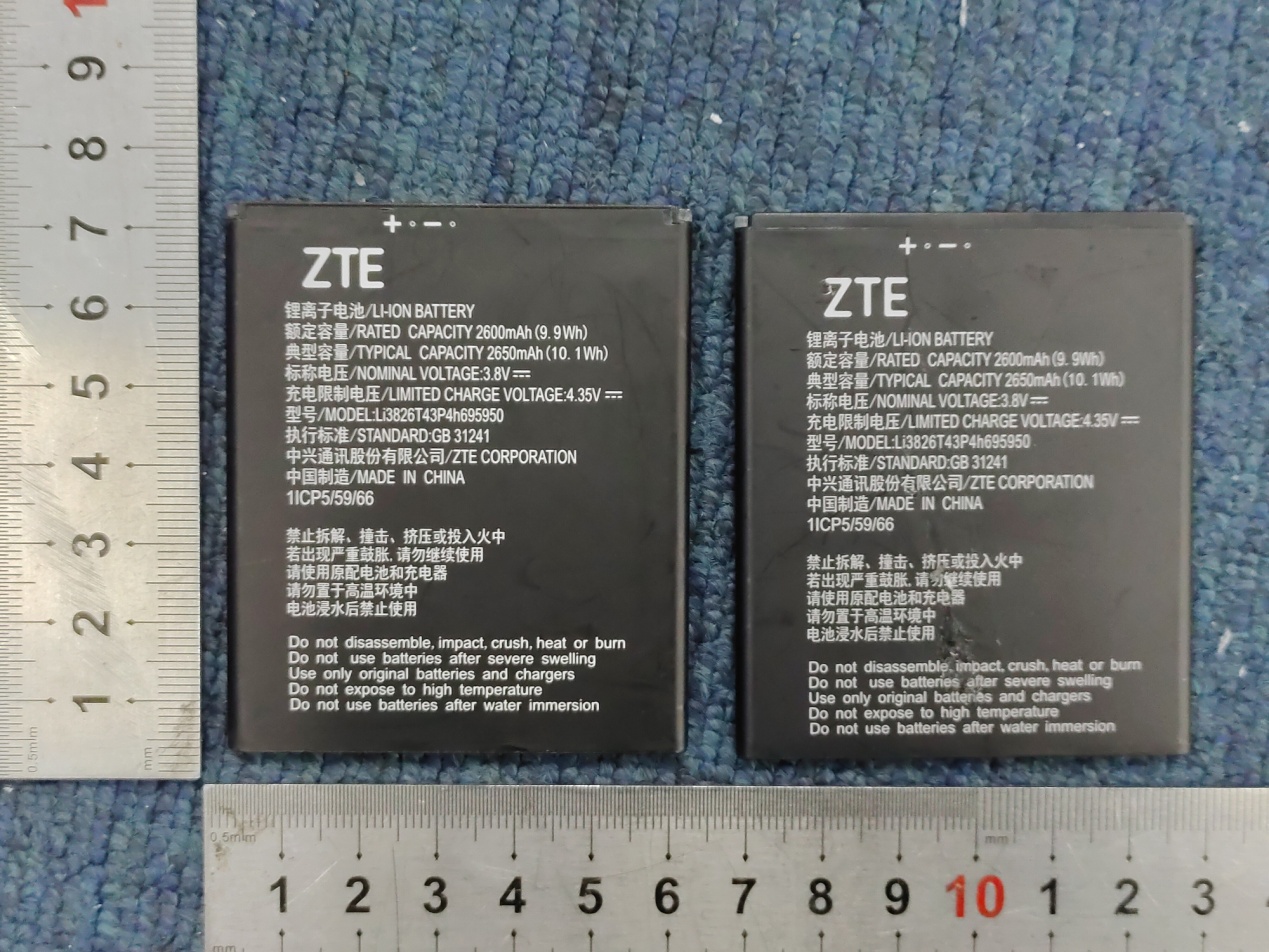 + - 
ZTE
锂离子电池/LI-ION BATTERY
额定容量/RATED CAPACITY 2600mAh(9.9Wh)
典型容量/TYPICAL CAPACITY 2650mAh(10.1Wh)
标称电压/NOMINAL VOLTAGE:3.8V⎓
充电限制电压/LIMITED CHARGE VOLTAGE:4.35V⎓
型号/MODEL:Li3826T43P4h695950
执行标准/STANDARD:GB 31241
中兴通讯股份有限公司/ZTE CORPORATION
中国制造/MADE IN CHINA
1ICP5/59/66
禁止拆解、撞击、挤压或投入火中
若出现严重鼓胀,请勿继续使用
请使用原配电池和充电器
请勿置于高温环境中
电池浸水后禁止使用
Do not disassemble, impact, crush, heat or burn
Do not use batteries after severe swelling
Use only original batteries and chargers
Do not expose to high temperature
Do not use batteries after water immersion
+ - 
ZTE
锂离子电池/LI-ION BATTERY
额定容量/RATED CAPACITY 2600mAh(9.9Wh)
典型容量/TYPICAL CAPACITY 2650mAh(10.1Wh)
标称电压/NOMINAL VOLTAGE:3.8V⎓
充电限制电压/LIMITED CHARGE VOLTAGE:4.35V⎓
型号/MODEL:Li3826T43P4h695950
执行标准/STANDARD:GB 31241
中兴通讯股份有限公司/ZTE CORPORATION
中国制造/MADE IN CHINA
1ICP5/59/66
禁止拆解、撞击、挤压或投入火中
若出现严重鼓胀,请勿继续使用
请使用原配电池和充电器
请勿置于高温环境中
电池浸水后禁止使用
Do not disassemble, impact, crush, heat or burn
Do not use batteries after severe swelling
Use only original batteries and chargers
Do not expose to high temperature
Do not use batteries after water immersion
1
9
8
7
6
5
4
3
2
1
0.5mm
mm
0.5mm
mm
1 2 3 4 5 6 7 8 9 10 1 2 3
mm